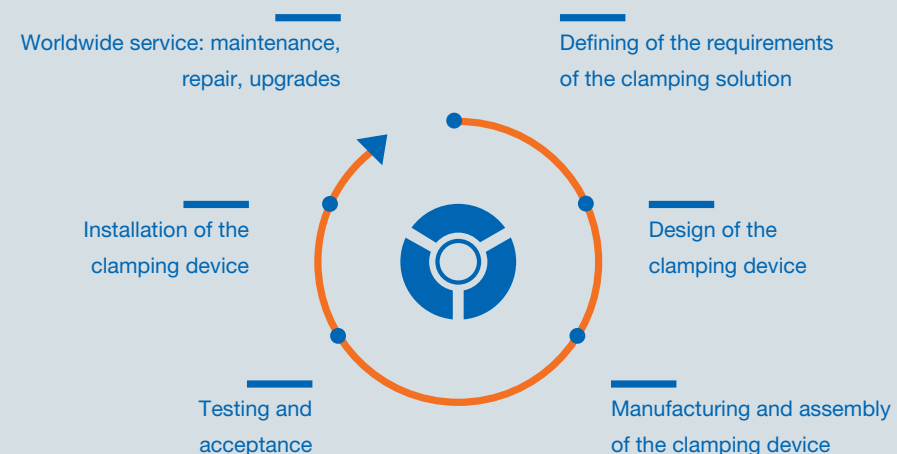 Worldwide service: maintenance,
repair, upgrades
Defining of the requirements
of the clamping solution
Installation of the
clamping device
Design of the
clamping device
Testing and
acceptance
Manufacturing and assembly
of the clamping device